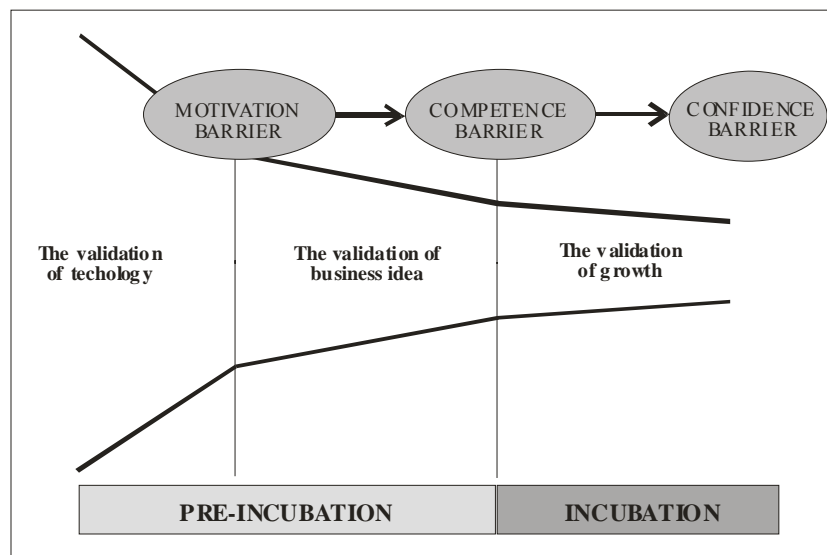 MOTIVATION
BARRIER
COMPETENCE
BARRIER
CONFIDENCE
BARRIER
The validation
of techology
The validation of
business idea
The validation
of growth
PRE-INCUBATION
INCUBATION